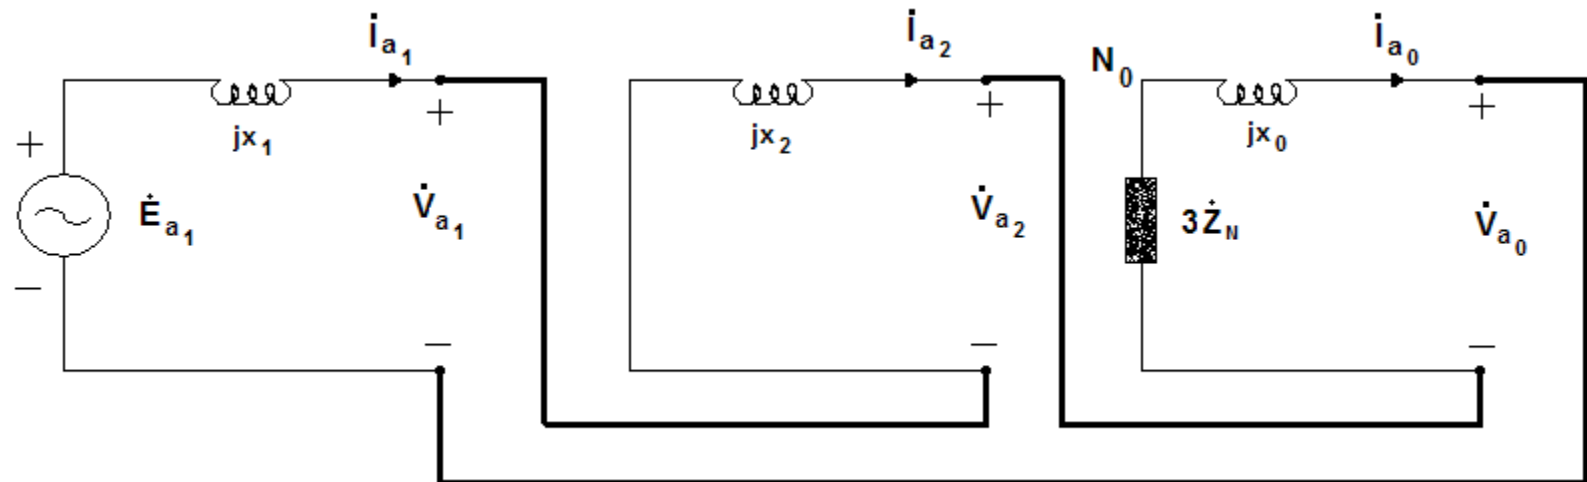 İa₁ İa₂ İa₀
N₀
+ + +
jx₁ jx₂ jx₀
+
Ėa₁ V̇a₁ V̇a₂ 3Ż_N V̇a₀
−
− − −